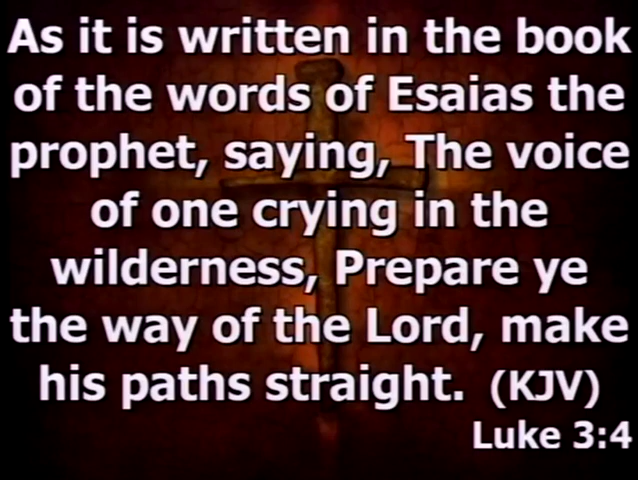 As it is written in the book
of the words of Esaias the
prophet, saying, The voice
of one crying in the
wilderness, Prepare ye
the way of the Lord, make
his paths straight. (KJV)
Luke 3:4